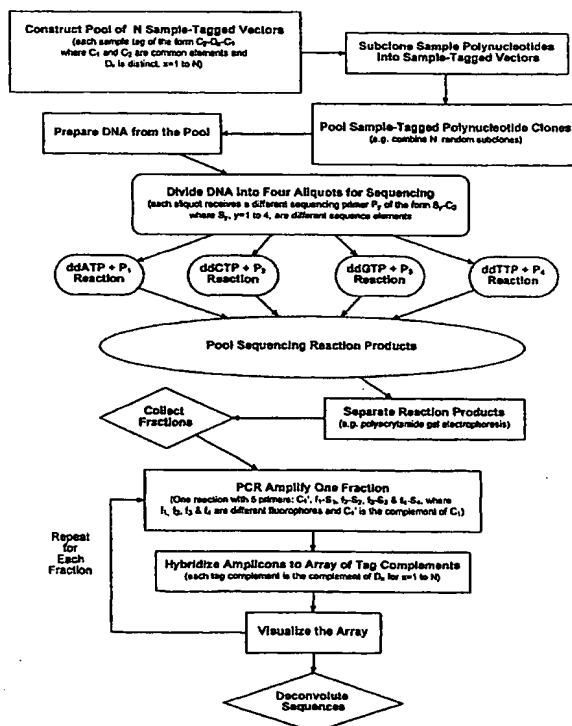 Construct Pool of N Sample-Tagged Vectors
(each sample tag of the form C₂-Dₓ-C₁
where C₁ and C₂ are common elements and
Dₓ is distinct, x=1 to N)
Subclone Sample Polynucleotides
Into Sample-Tagged Vectors
Prepare DNA from the Pool
Pool Sample-Tagged Polynucleotide Clones
(e.g. combine N random subclones)
Divide DNA into Four Aliquots for Sequencing
(each aliquot receives a different sequencing primer Pᵧ of the form Sᵧ-C₂
where Sᵧ, y=1 to 4, are different sequence elements
ddATP + P₁
Reaction
ddCTP + P₂
Reaction
ddGTP + P₃
Reaction
ddTTP + P₄
Reaction
Pool Sequencing Reaction Products
Collect
Fractions
Separate Reaction Products
(e.g. polyacrylamide gel electrophoresis)
PCR Amplify One Fraction
(One reaction with 5 primers: C₁', f₁-S₁, f₂-S₂, f₃-S₃ & f₄-S₄, where
f₁, f₂, f₃ & f₄ are different fluorophores and C₁' is the complement of C₁)
Repeat
for
Each
Fraction
Hybridize Amplicons to Array of Tag Complements
(each tag complement is the complement of Dₓ for x=1 to N)
Visualize the Array
Deconvolute
Sequences